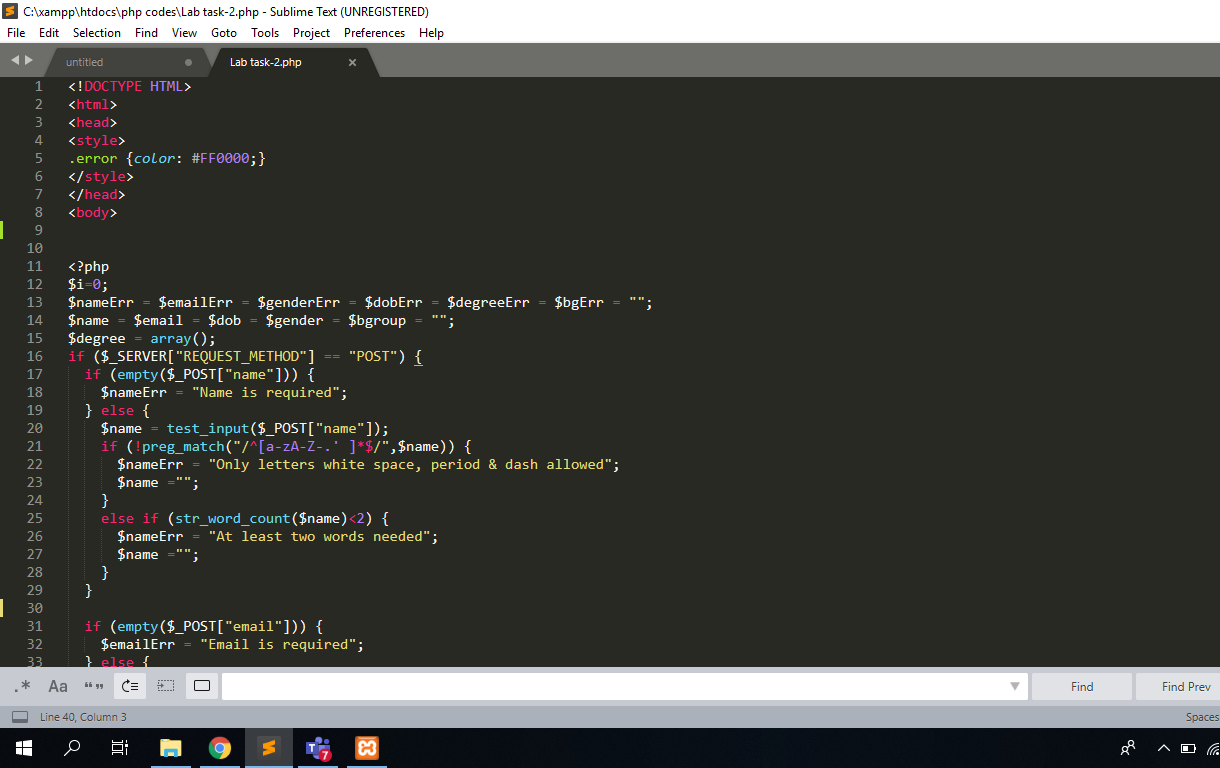 C:\xampp\htdocs\php codes\Lab task-2.php - Sublime Text (UNREGISTERED)
File Edit Selection Find View Goto Tools Project Preferences Help
untitled Lab task-2.php
1 <!DOCTYPE HTML>
2 <html>
3 <head>
4 <style>
5 .error {color: #FF0000;}
6 </style>
7 </head>
8 <body>
9
10
11 <?php
12 $i=0;
13 $nameErr = $emailErr = $genderErr = $dobErr = $degreeErr = $bgErr = "";
14 $name = $email = $dob = $gender = $bgroup = "";
15 $degree = array();
16 if ($_SERVER["REQUEST_METHOD"] == "POST") {
17 if (empty($_POST["name"])) {
18 $nameErr = "Name is required";
19 } else {
20 $name = test_input($_POST["name"]);
21 if (!preg_match("/^[a-zA-Z-.' ]*$/",$name)) {
22 $nameErr = "Only letters white space, period & dash allowed";
23 $name ="";
24 }
25 else if (str_word_count($name)<2) {
26 $nameErr = "At least two words needed";
27 $name ="";
28 }
29 }
30
31 if (empty($_POST["email"])) {
32 $emailErr = "Email is required";
33 } else {
.* Aa “” Find Find Prev
Line 40, Column 3 Spaces
7